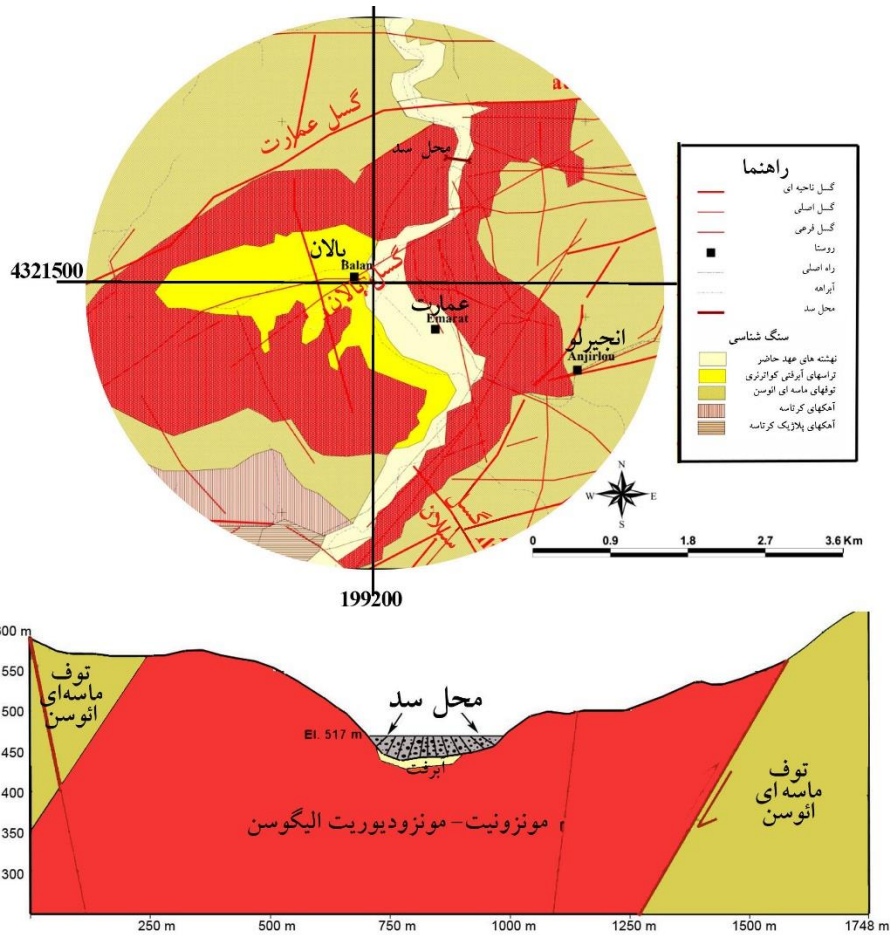 گسل عمارت
محل سد
بالان
Balan
گسل بالان
4321500
عمارت
Emarat
انجیرلو
Anjirlou
گسل
سبلان
199200
راهنما
گسل ناحیه ای
گسل اصلی
گسل فرعی
روستا
راه اصلی
آبراهه
محل سد
سنگ شناسی
نهشته های عهد حاضر
تراسهای آبرفتی کواترنری
توفهای ماسه ای ائوسن
آهکهای کرتاسه
آهکهای پلاژیک کرتاسه
N
W E
S
0 0.9 1.8 2.7 3.6 Km
توف
ماسه ای
ائوسن
محل سد
El. 517 m
آبرفت
مونزونیت - مونزودیوریت الیگوسن
توف
ماسه ای
ائوسن
550
500
450
400
350
300
250 m 500 m 750 m 1000 m 1250 m 1500 m 1748 m